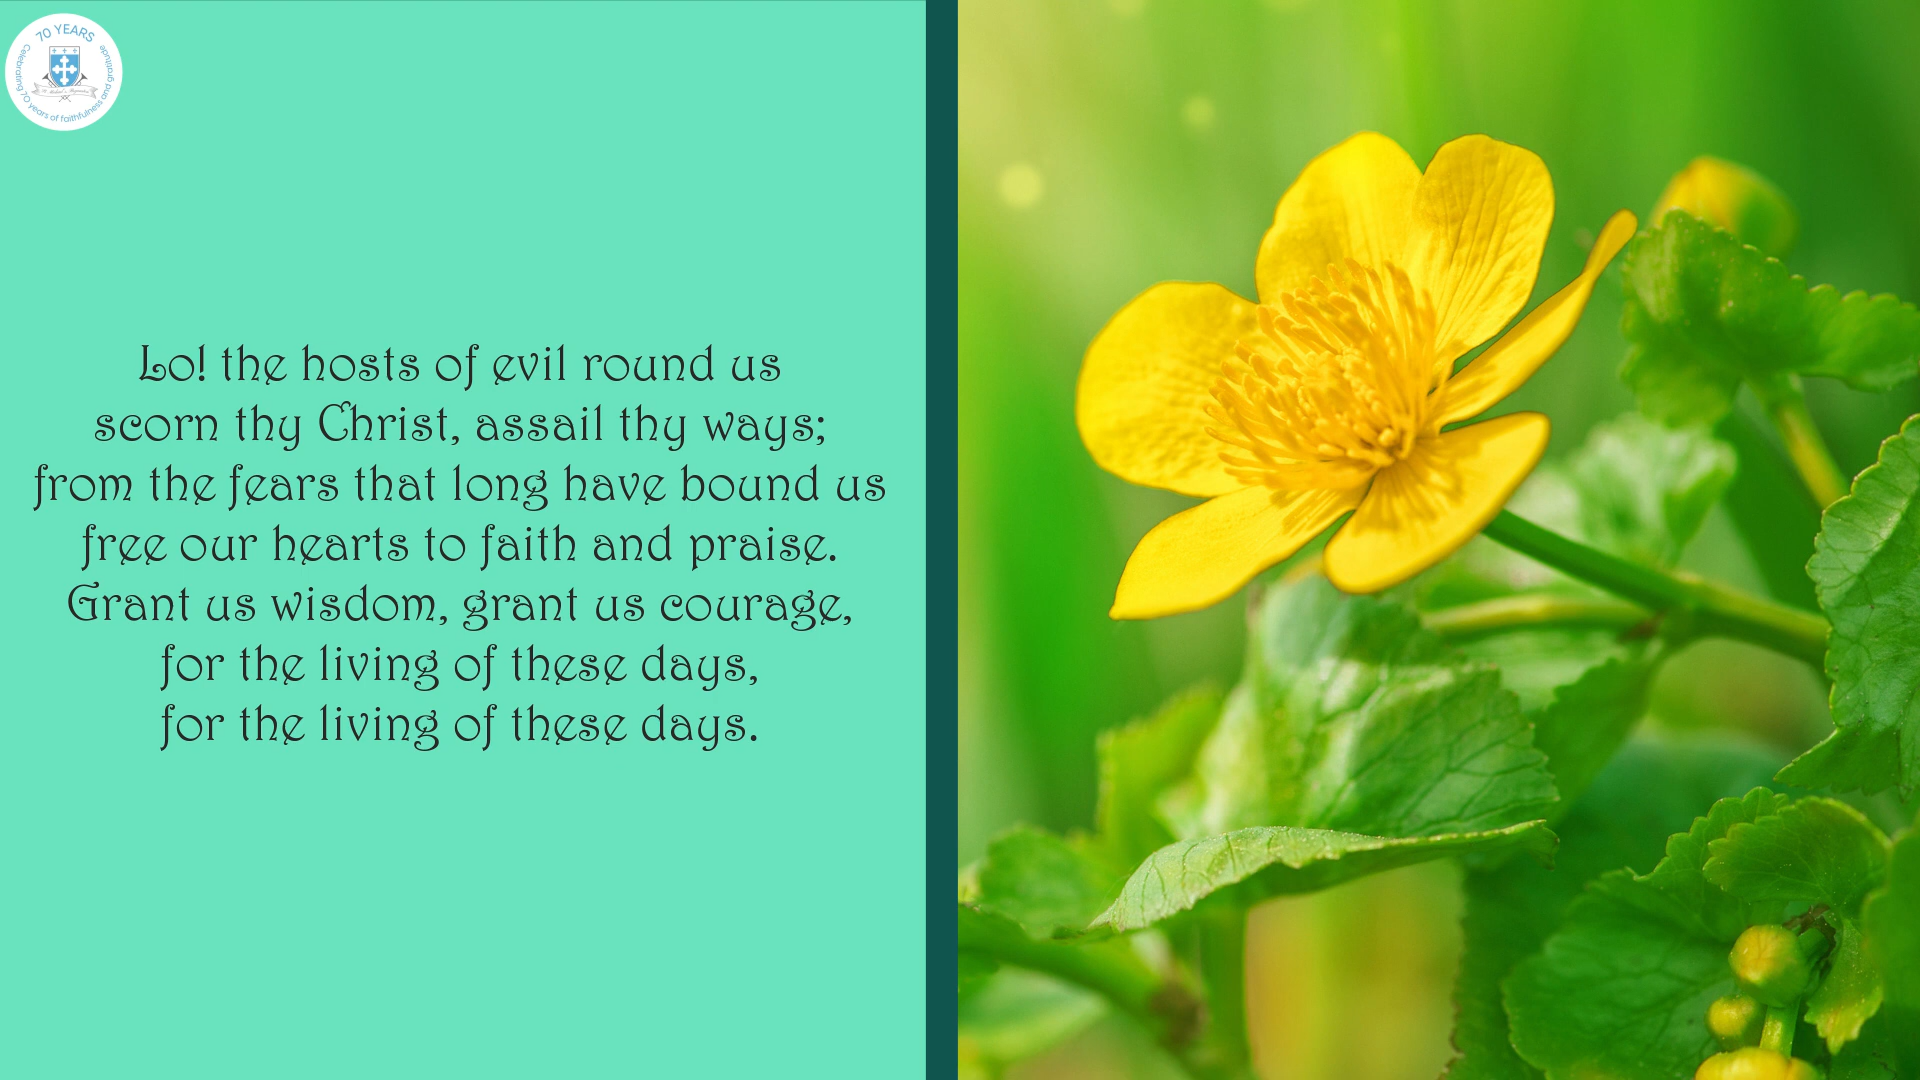 70 YEARS
Celebrating 70 years of faithfulness and gratitude
Lo! the hosts of evil round us
scorn thy Christ, assail thy ways;
from the fears that long have bound us
free our hearts to faith and praise.
Grant us wisdom, grant us courage,
for the living of these days,
for the living of these days.